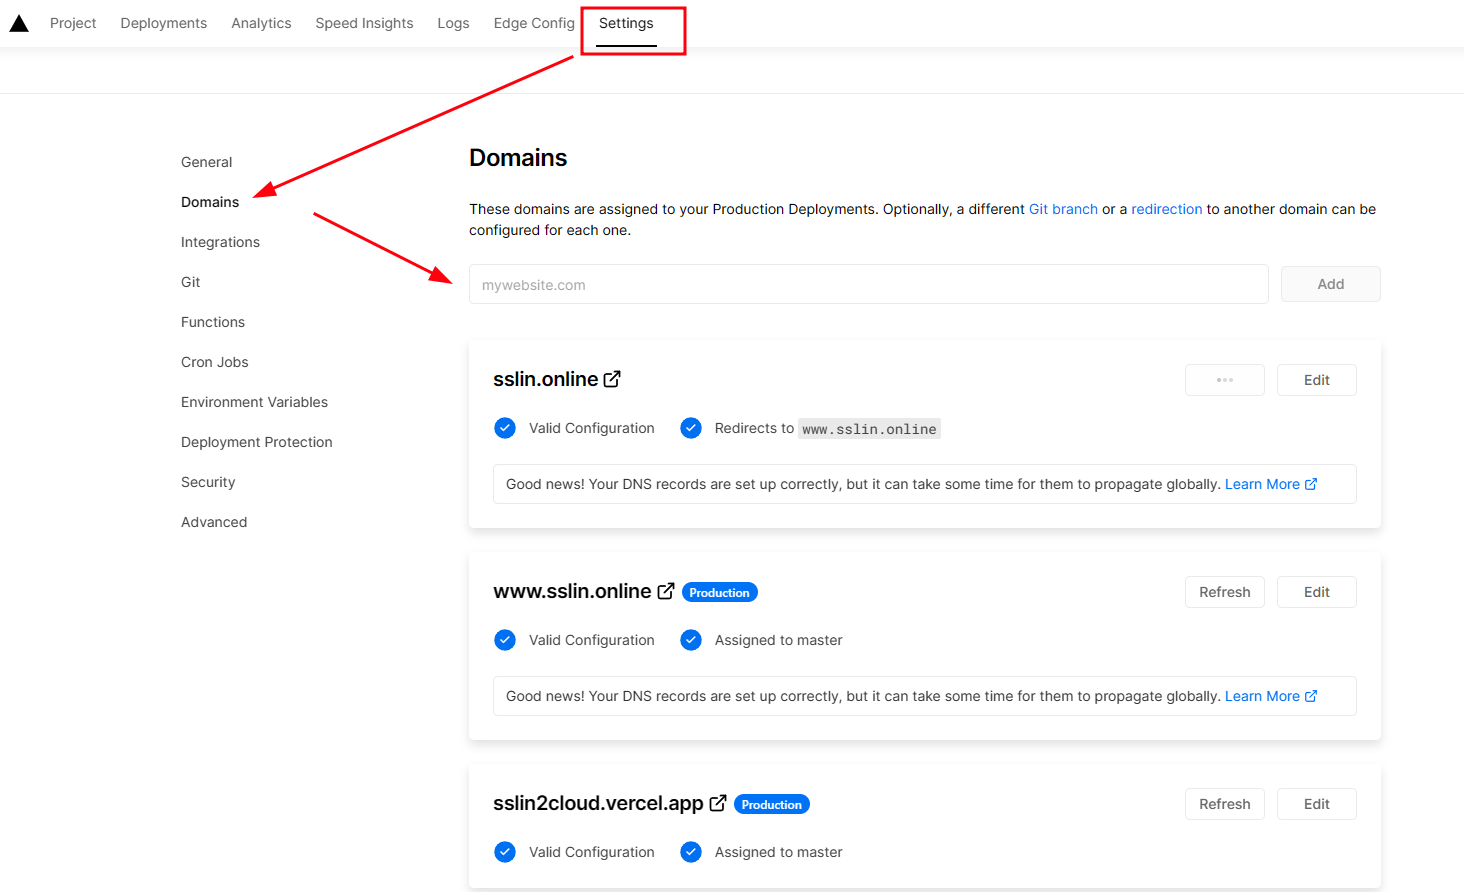 Project Deployments Analytics Speed Insights Logs Edge Config Settings
General
Domains
Integrations
Git
Functions
Cron Jobs
Environment Variables
Deployment Protection
Security
Advanced
Domains
These domains are assigned to your Production Deployments. Optionally, a different Git branch or a redirection to another domain can be
configured for each one.
mywebsite.com Add
sslin.online Edit
Valid Configuration Redirects to www.sslin.online
Good news! Your DNS records are set up correctly, but it can take some time for them to propagate globally. Learn More
www.sslin.online Production Refresh Edit
Valid Configuration Assigned to master
Good news! Your DNS records are set up correctly, but it can take some time for them to propagate globally. Learn More
sslin2cloud.vercel.app Production Refresh Edit
Valid Configuration Assigned to master